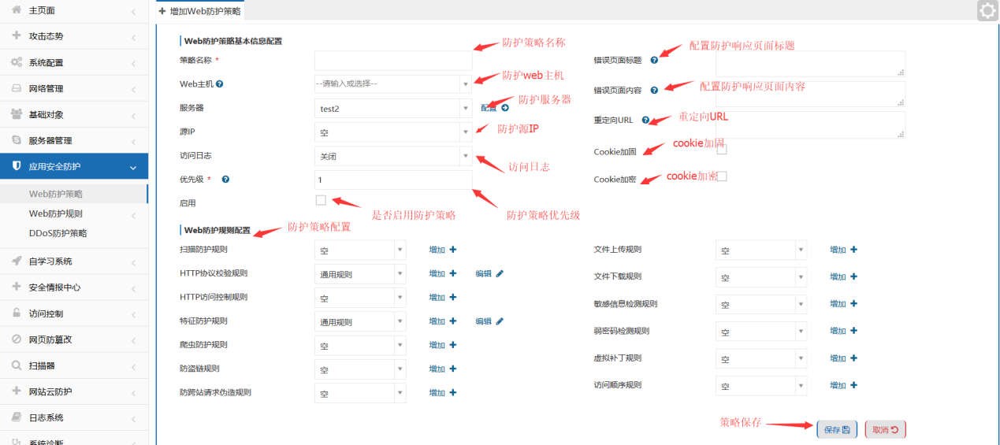 主页面
攻击态势
系统配置
网络管理
基础对象
服务器管理
应用安全防护
Web防护策略
Web防护规则
DDoS防护策略
自学习系统
安全情报中心
访问控制
网页防篡改
扫描器
网站云防护
日志系统
系统诊断
增加Web防护策略
Web防护策略基本信息配置
策略名称 *
防护策略名称
Web主机
--请输入或选择--
防护web主机
服务器
test2
配置
防护服务器
源IP
空
防护源IP
访问日志
关闭
访问日志
优先级 *
1
防护策略优先级
启用
是否启用防护策略
错误页面标题
配置防护响应页面标题
错误页面内容
配置防护响应页面内容
重定向URL
重定向URL
Cookie加固
cookie加固
Cookie加密
cookie加密
Web防护规则配置
防护策略配置
扫描防护规则
空
增加
HTTP协议校验规则
通用规则
增加
编辑
HTTP访问控制规则
空
增加
特征防护规则
通用规则
增加
编辑
爬虫防护规则
空
增加
防盗链规则
空
增加
防跨站请求伪造规则
空
增加
文件上传规则
空
增加
文件下载规则
空
增加
敏感信息检测规则
空
增加
弱密码检测规则
空
增加
虚拟补丁规则
空
增加
访问顺序规则
空
增加
策略保存
保存
取消